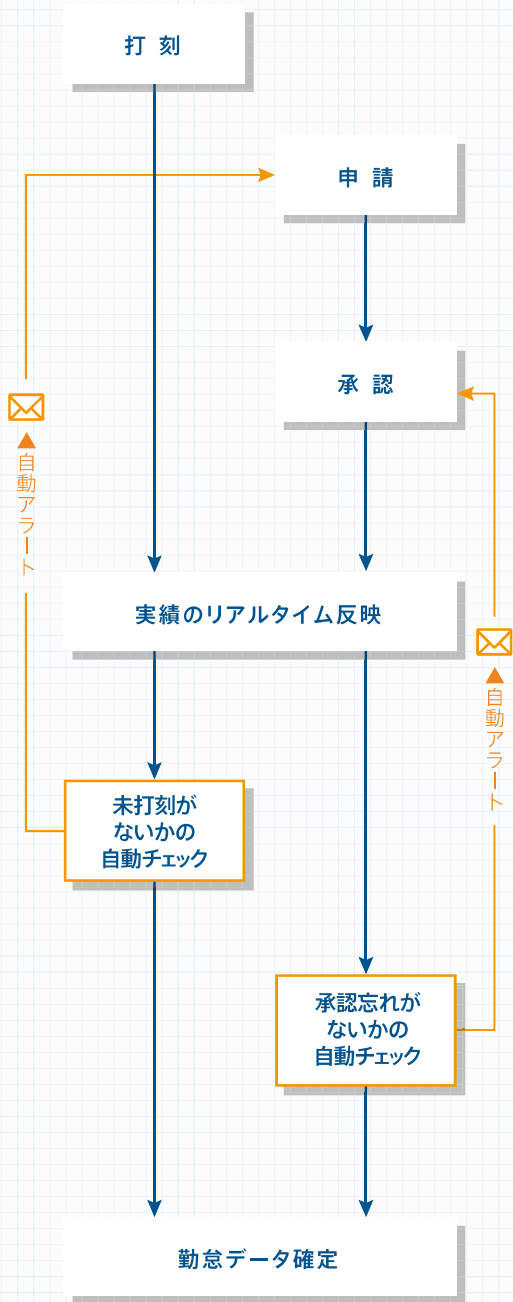 打刻
申請
承認
▲自動アラート
実績のリアルタイム反映
▲自動アラート
未打刻が
ないかの
自動チェック
承認忘れが
ないかの
自動チェック
勤怠データ確定